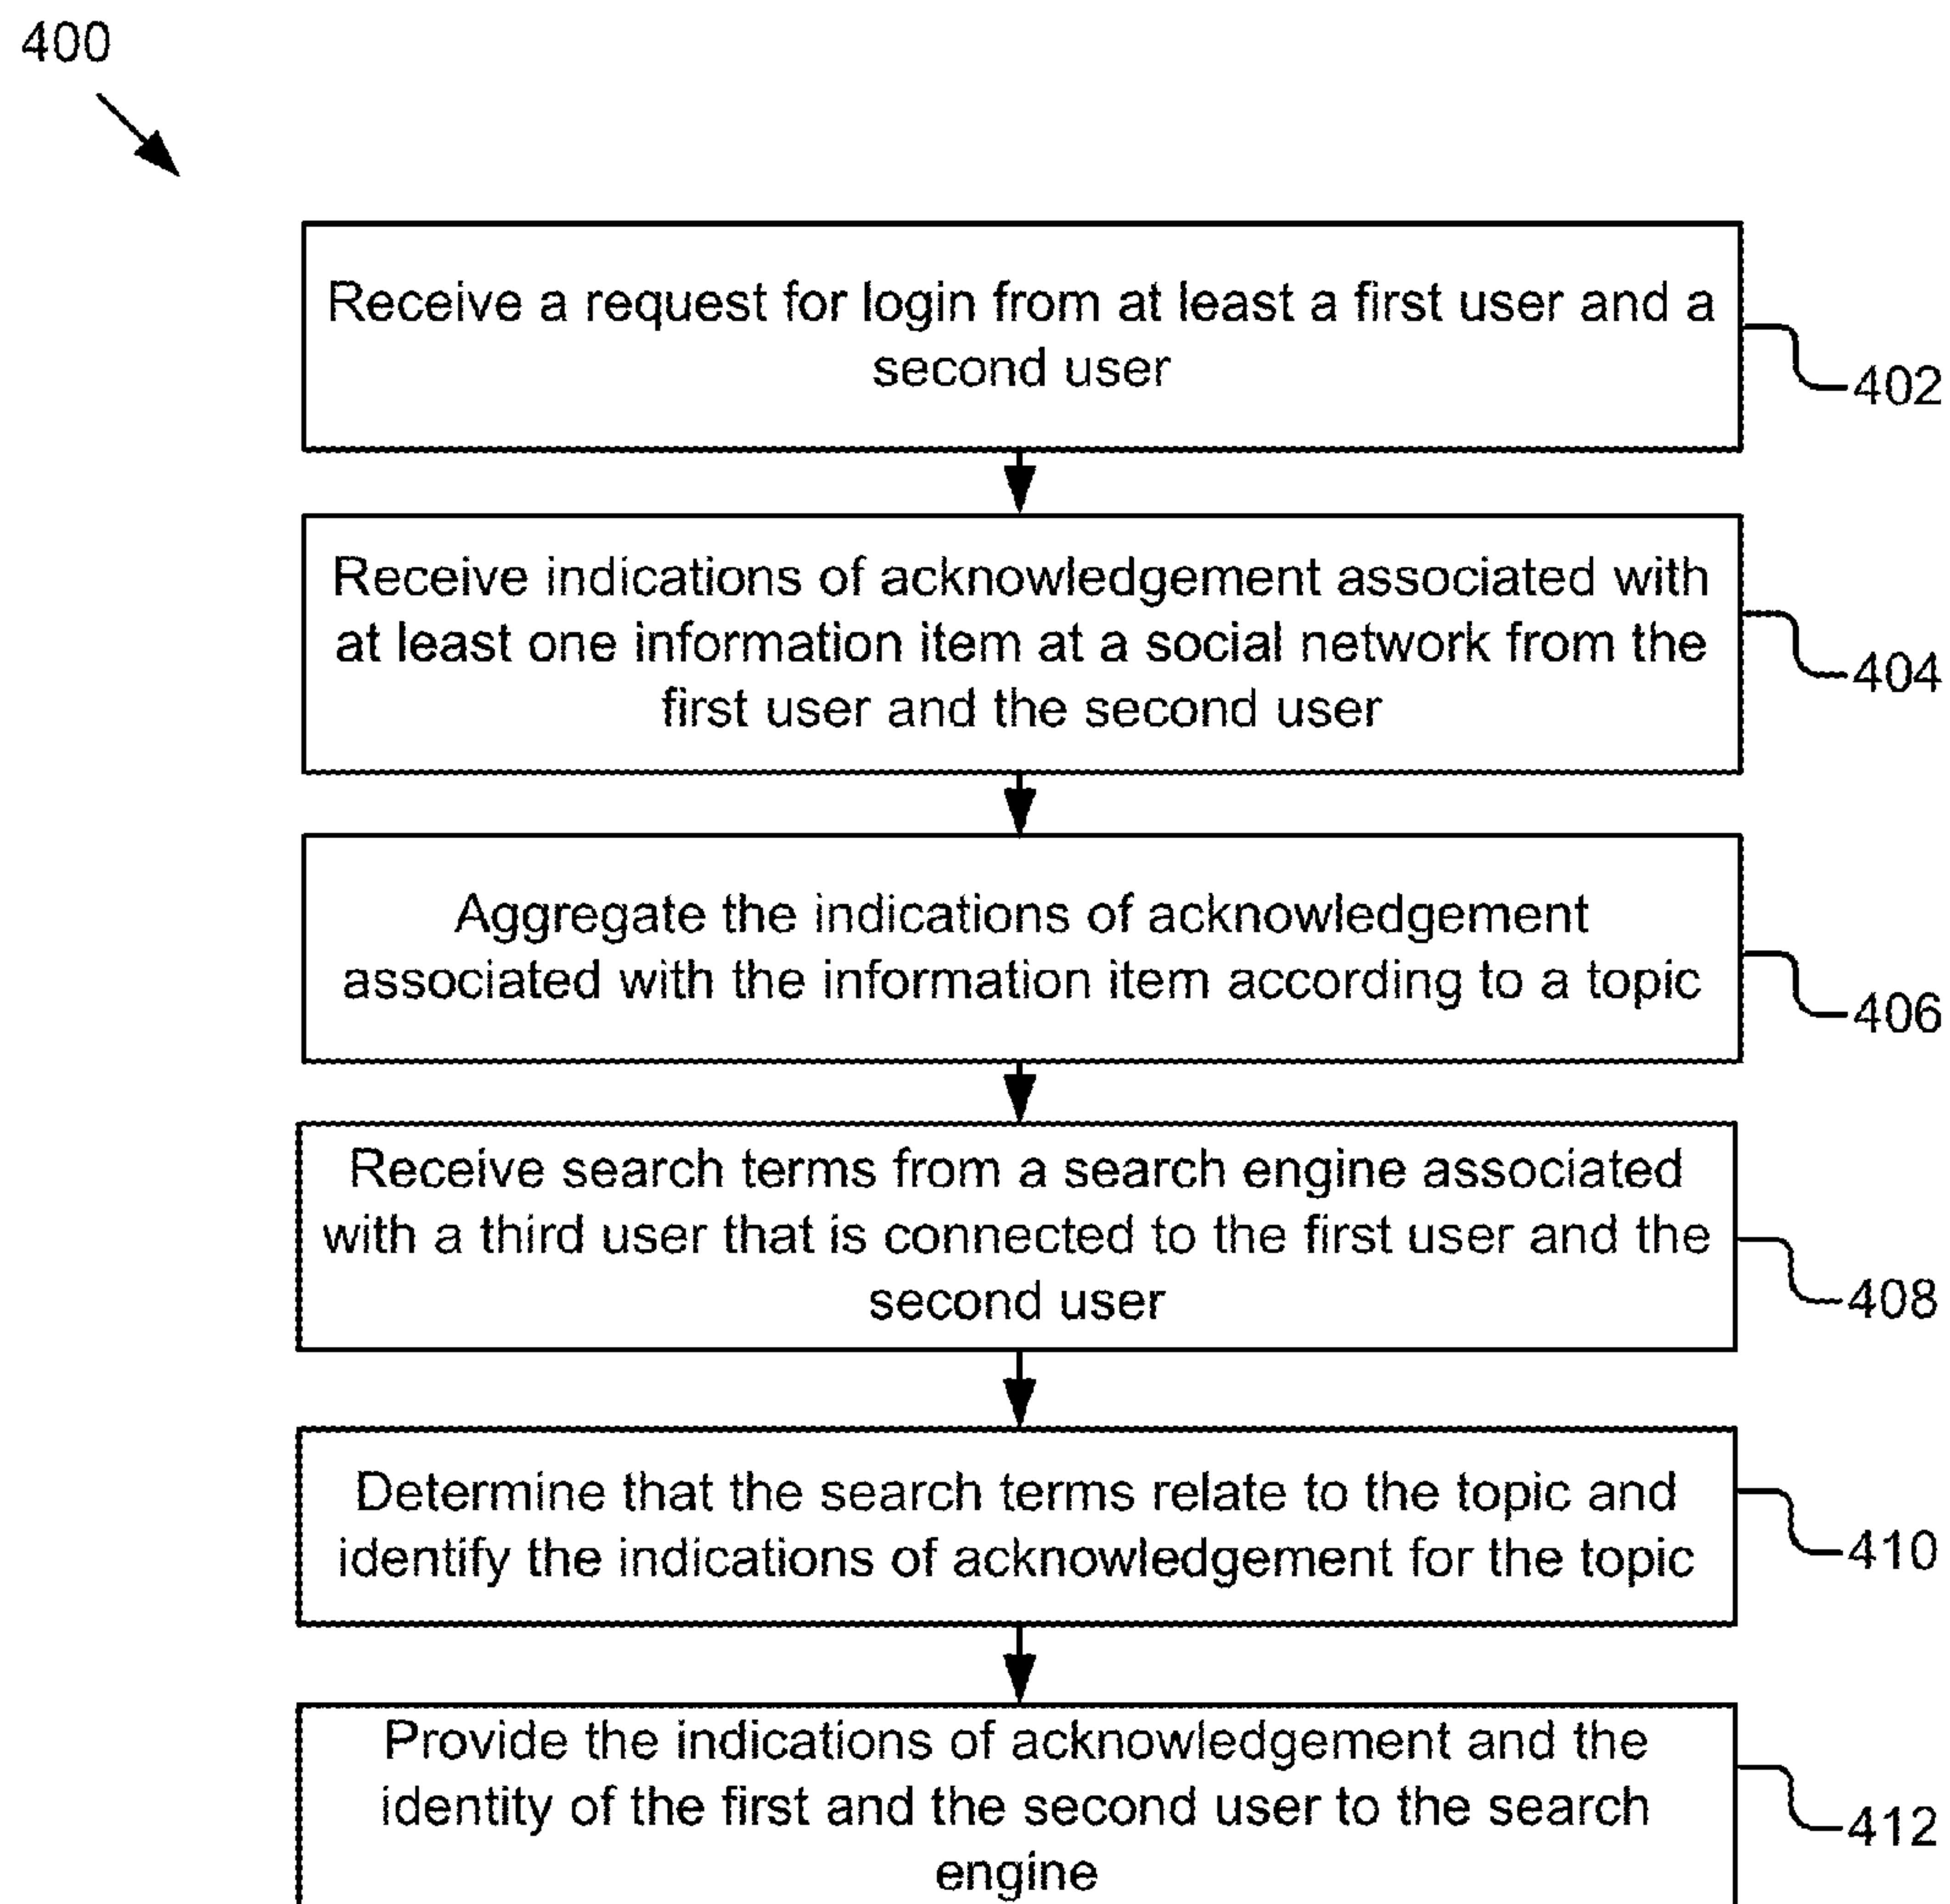 400
Receive a request for login from at least a first user and a
second user
402
Receive indications of acknowledgement associated with
at least one information item at a social network from the
first user and the second user
404
Aggregate the indications of acknowledgement
associated with the information item according to a topic
406
Receive search terms from a search engine associated
with a third user that is connected to the first user and the
second user
408
Determine that the search terms relate to the topic and
identify the indications of acknowledgement for the topic
410
Provide the indications of acknowledgement and the
identity of the first and the second user to the search
engine
412